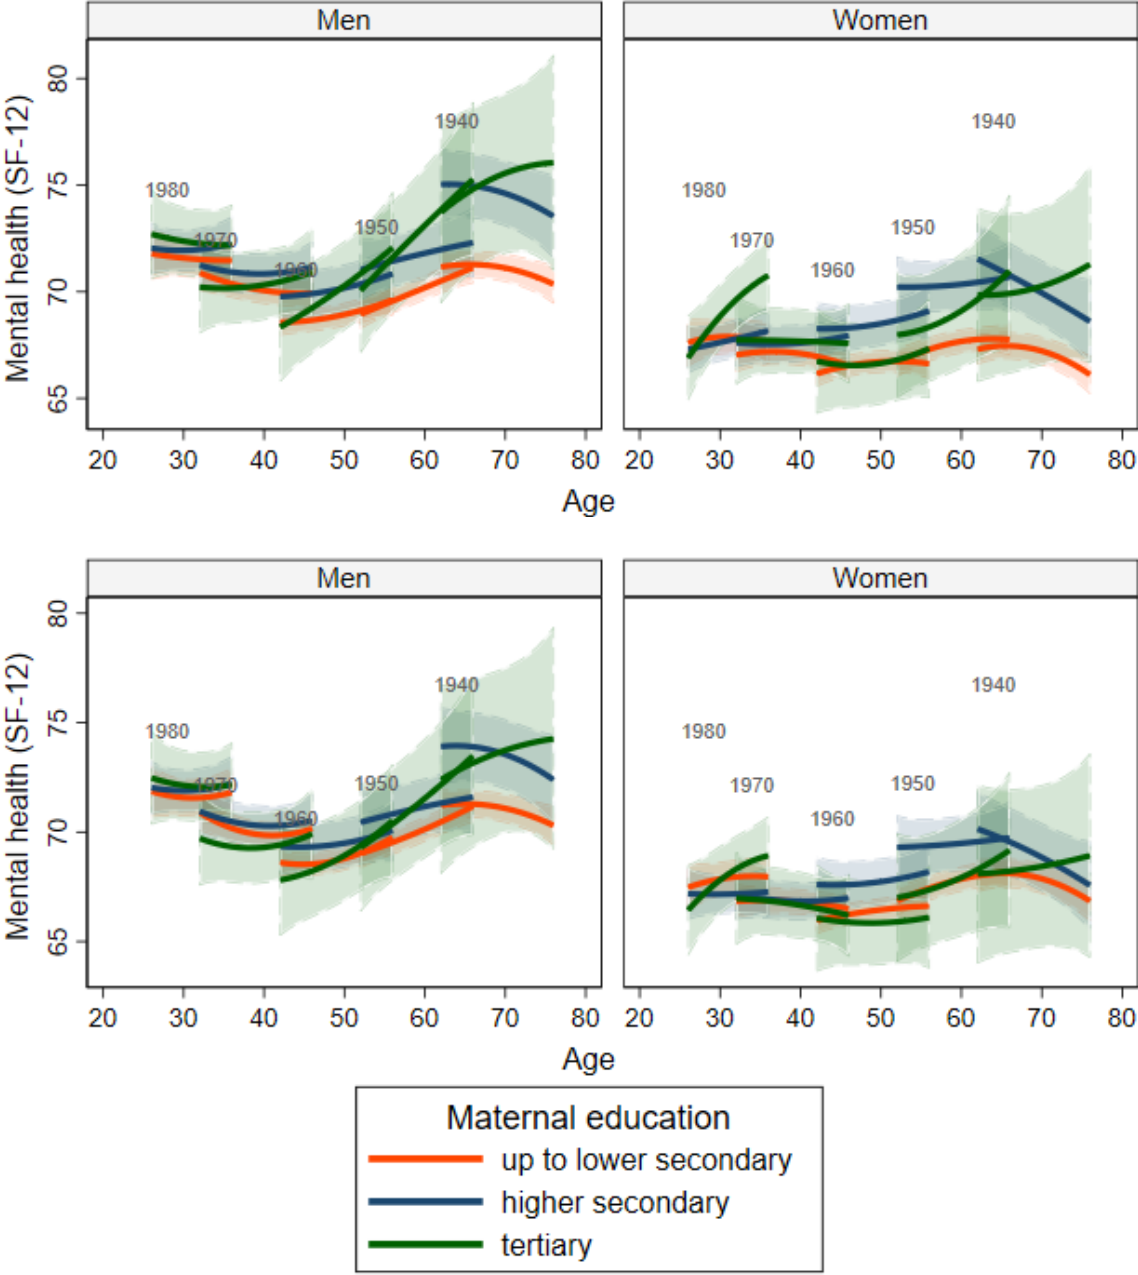 Men Women
Mental health (SF-12)
80
75
70
65
1980
1970
1960
1950
1940
1980
1970
1960
1950
1940
20 30 40 50 60 70 80 20 30 40 50 60 70 80
Age
Men Women
Mental health (SF-12)
80
75
70
65
1980
1970
1960
1950
1940
1980
1970
1960
1950
1940
20 30 40 50 60 70 80 20 30 40 50 60 70 80
Age
Maternal education
up to lower secondary
higher secondary
tertiary